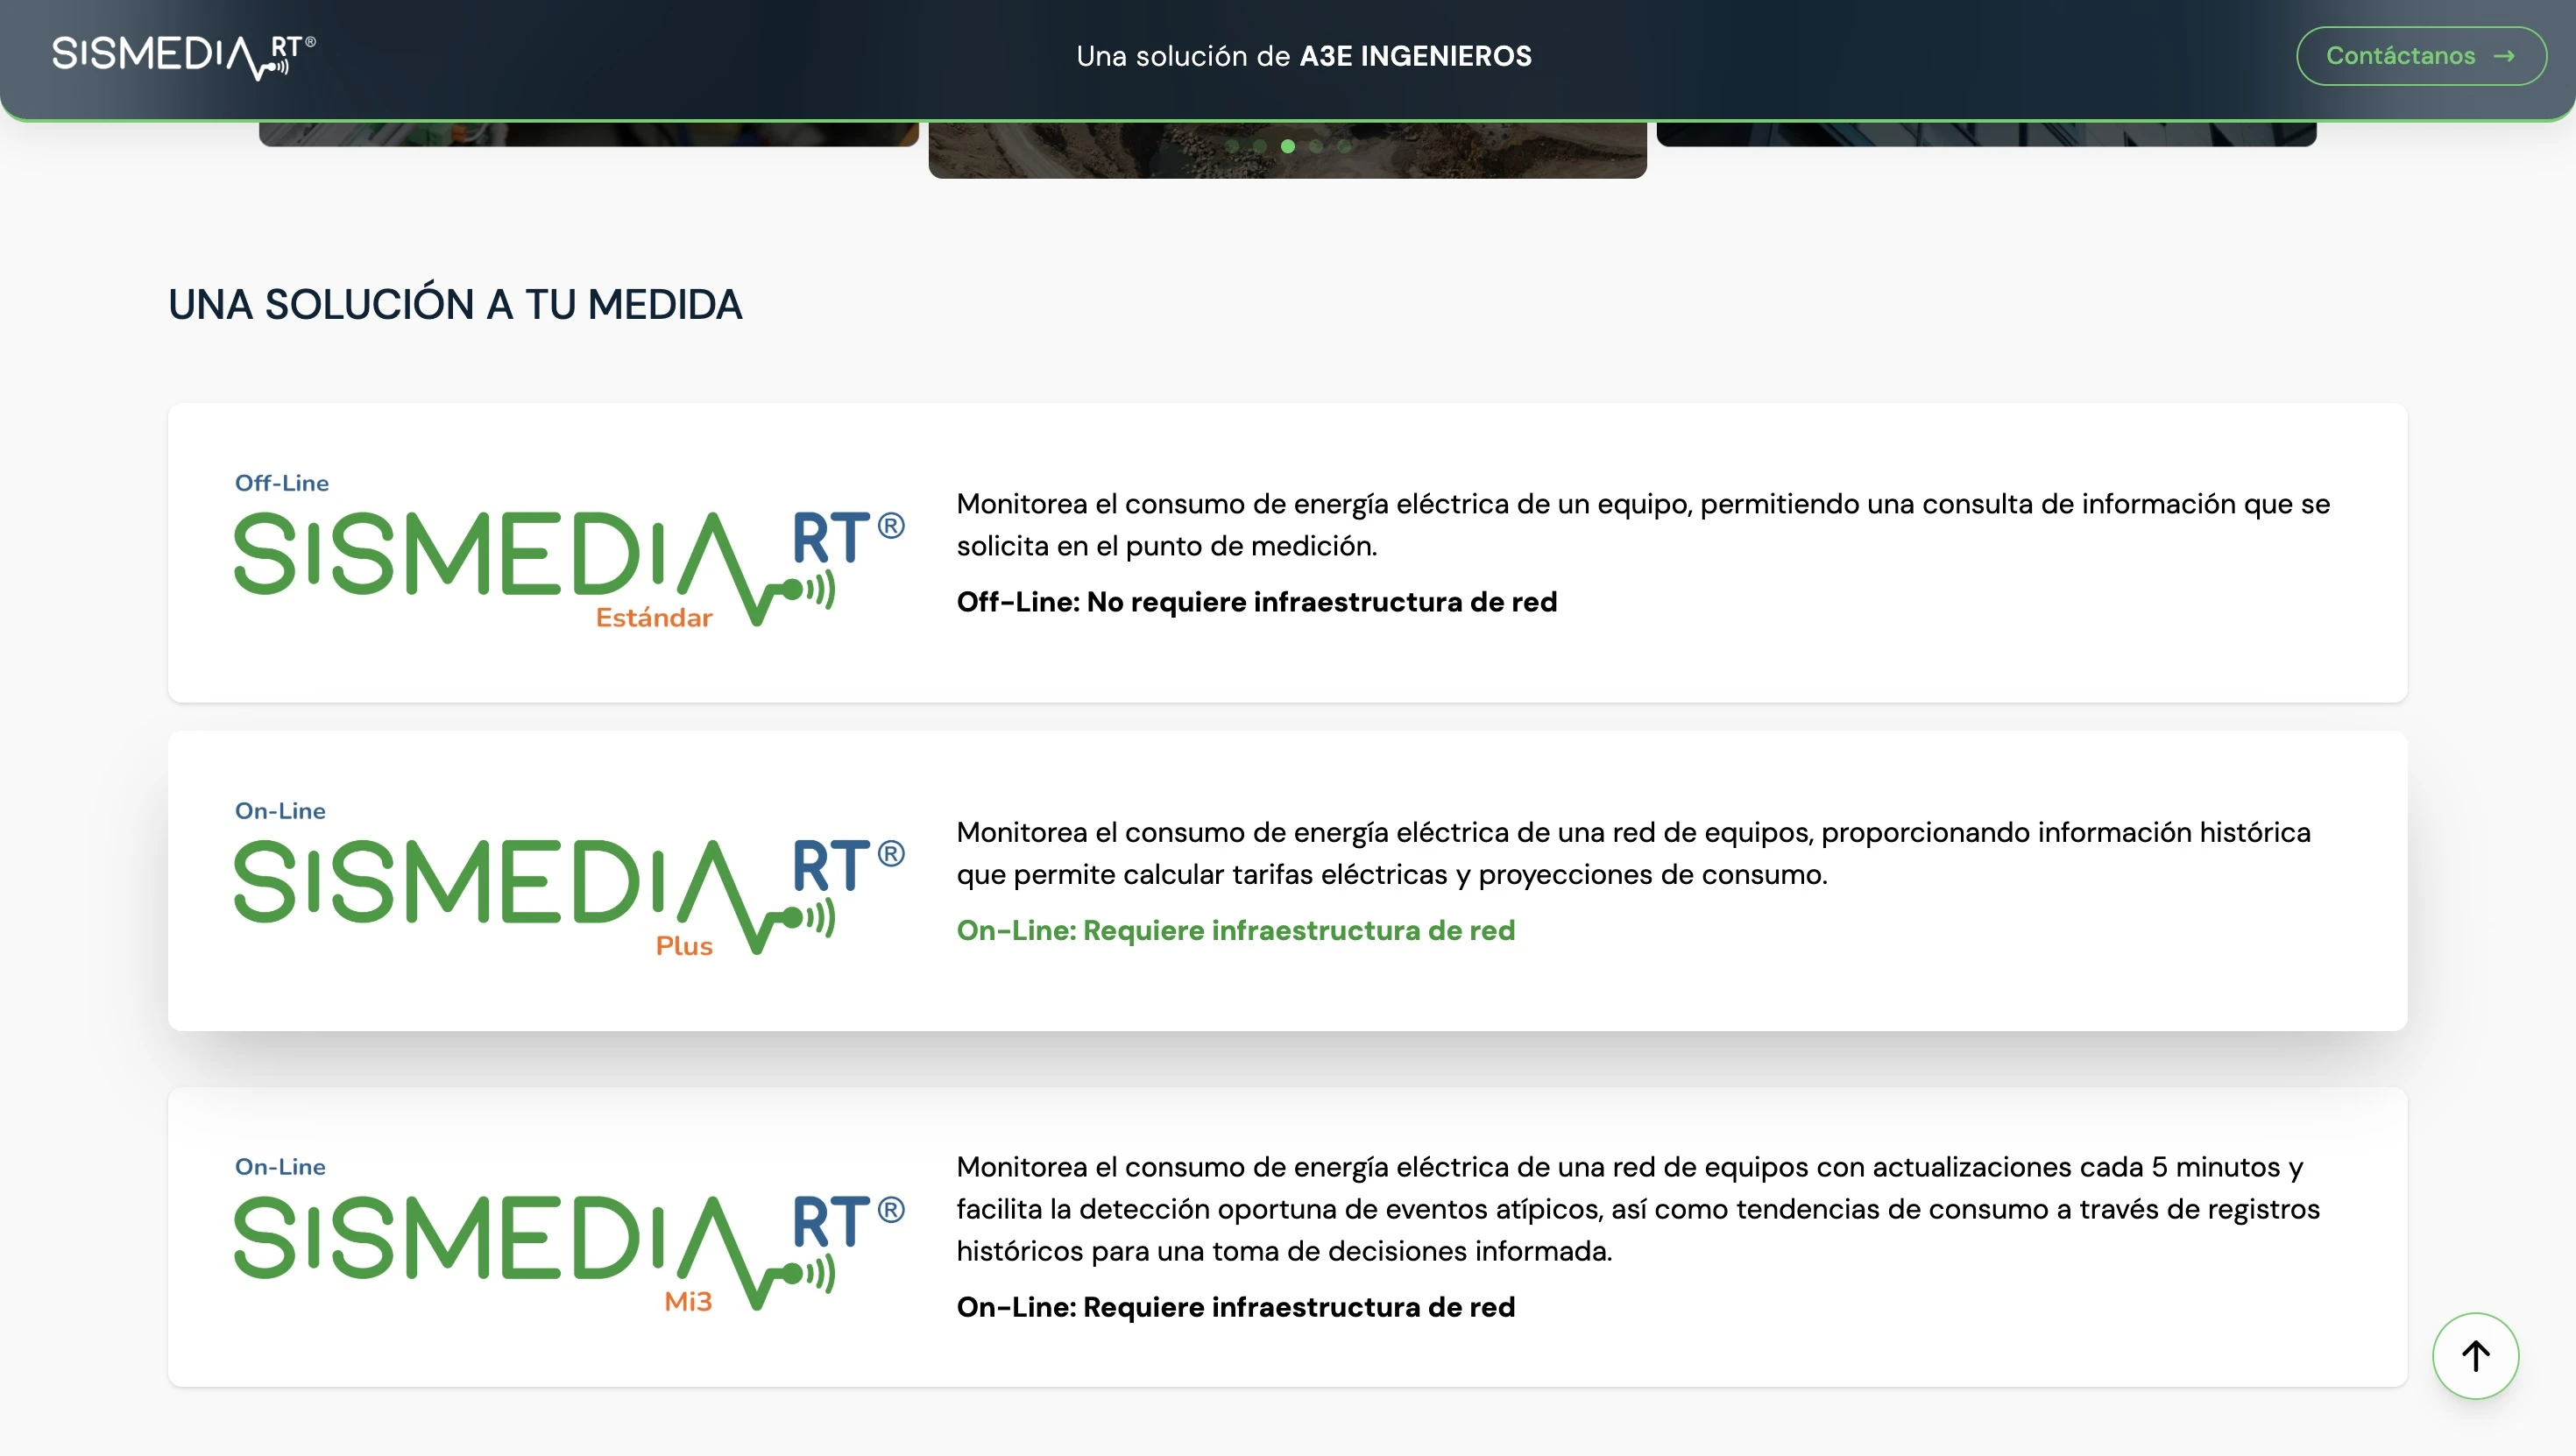 SISMEDIA RT®
Una solución de A3E INGENIEROS
Contáctanos →
UNA SOLUCIÓN A TU MEDIDA
Off-Line
SISMEDIA RT®
Estándar
Monitorea el consumo de energía eléctrica de un equipo, permitiendo una consulta de información que se
solicita en el punto de medición.
Off-Line: No requiere infraestructura de red
On-Line
SISMEDIA RT®
Plus
Monitorea el consumo de energía eléctrica de una red de equipos, proporcionando información histórica
que permite calcular tarifas eléctricas y proyecciones de consumo.
On-Line: Requiere infraestructura de red
On-Line
SISMEDIA RT®
Mi3
Monitorea el consumo de energía eléctrica de una red de equipos con actualizaciones cada 5 minutos y
facilita la detección oportuna de eventos atípicos, así como tendencias de consumo a través de registros
históricos para una toma de decisiones informada.
On-Line: Requiere infraestructura de red